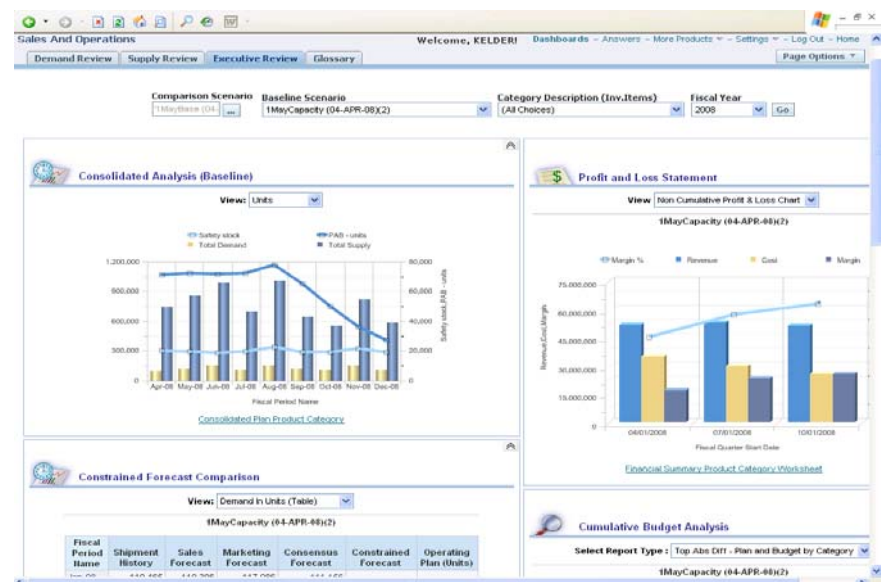 Sales And Operations
Welcome, KELDER!
Dashboards - Answers - More Products - Settings - Log Out - Home
Demand Review Supply Review Executive Review Glossary
Page Options
Comparison Scenario
Baseline Scenario
Category Description (Inv.Items)
Fiscal Year
...
1MayCapacity (04-APR-08)(2)
(All Choices)
2008
Go
Consolidated Analysis (Baseline)
View: Units
Safety stock
PAB - units
Total Demand
Total Supply
1,200,000
900,000
600,000
300,000
0
80,000
60,000
40,000
20,000
0
Safety stock,PAB - units
Apr-08 May-08 Jun-08 Jul-08 Aug-08 Sep-08 Oct-08 Nov-08 Dec-08
Fiscal Period Name
Consolidated Plan Product Category
Constrained Forecast Comparison
View: Demand In Units (Table)
1MayCapacity (04-APR-08)(2)
Fiscal Period Name
Shipment History
Sales Forecast
Marketing Forecast
Consensus Forecast
Constrained Forecast
Operating Plan (Units)
Profit and Loss Statement
View Non Cumulative Profit & Loss Chart
1MayCapacity (04-APR-08)(2)
Margin %
Revenue
Cost
Margin
75,000,000
60,000,000
45,000,000
30,000,000
15,000,000
0
Revenue,Cost,Margin
04/01/2008 07/01/2008 10/01/2008
Fiscal Quarter Start Date
Financial Summary Product Category Worksheet
Cumulative Budget Analysis
Select Report Type : Top Abs Diff - Plan and Budget by Category
1MayCapacity (04-APR-08)(2)